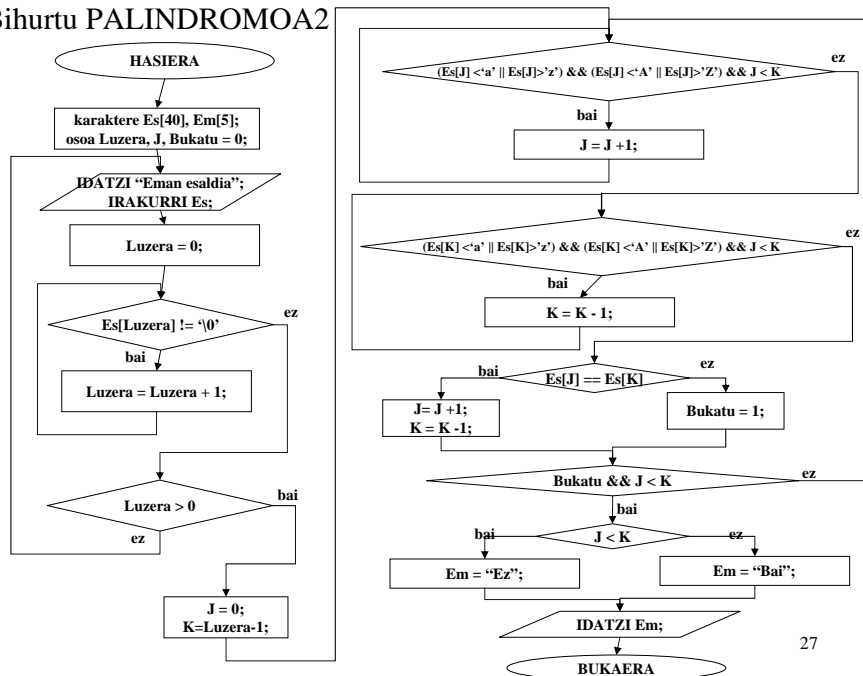 Bihurtu PALINDROMOA2
HASIERA
karaktere Es[40], Em[5];
osoa Luzera, J, Bukatu = 0;
IDATZI “Eman esaldia”;
IRAKURRI Es;
Luzera = 0;
Es[Luzera] != ‘\0’
ez
bai
Luzera = Luzera + 1;
Luzera > 0
bai
ez
J = 0;
K=Luzera-1;
(Es[J] <‘a’ || Es[J]>’z’) && (Es[J] <‘A’ || Es[J]>’Z’) && J < K
ez
bai
J = J +1;
(Es[K] <‘a’ || Es[K]>’z’) && (Es[K] <‘A’ || Es[K]>’Z’) && J < K
ez
bai
K = K - 1;
Es[J] == Es[K]
bai
ez
J= J +1;
K = K -1;
Bukatu = 1;
Bukatu && J < K
ez
bai
J < K
bai
ez
Em = “Ez”;
Em = “Bai”;
IDATZI Em;
BUKAERA
27